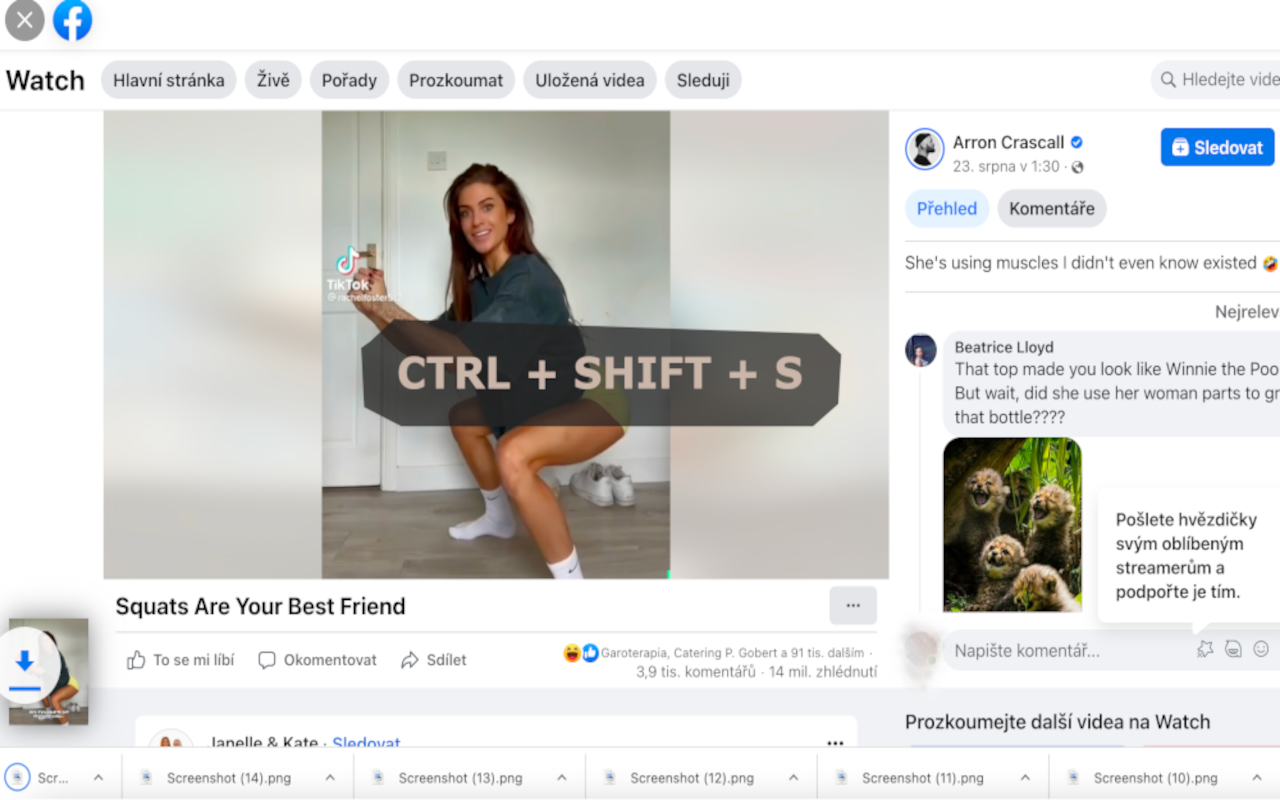 Watch
Hlavní stránka
Živě
Pořady
Prozkoumat
Uložená videa
Sleduji
Hledejte vide
TikTok
CTRL + SHIFT + S
Arron Crascall
Sledovat
23. srpna v 1:30 ·
Přehled
Komentáře
She's using muscles I didn't even know existed
Nejrelev
Beatrice Lloyd
That top made you look like Winnie the Poo
But wait, did she use her woman parts to gr
that bottle????
Pošlete hvězdičky
svým oblíbeným
streamerům a
podpořte je tím.
Napište komentář...
Squats Are Your Best Friend
To se mi líbí
Okomentovat
Sdílet
Garoterapia, Catering P. Gobert a 91 tis. dalším ·
3,9 tis. komentářů · 14 mil. zhlédnutí
Prozkoumejte další videa na Watch
Janelle & Kate · Sledovat
Scr...
Screenshot (14).png
Screenshot (13).png
Screenshot (12).png
Screenshot (11).png
Screenshot (10).png